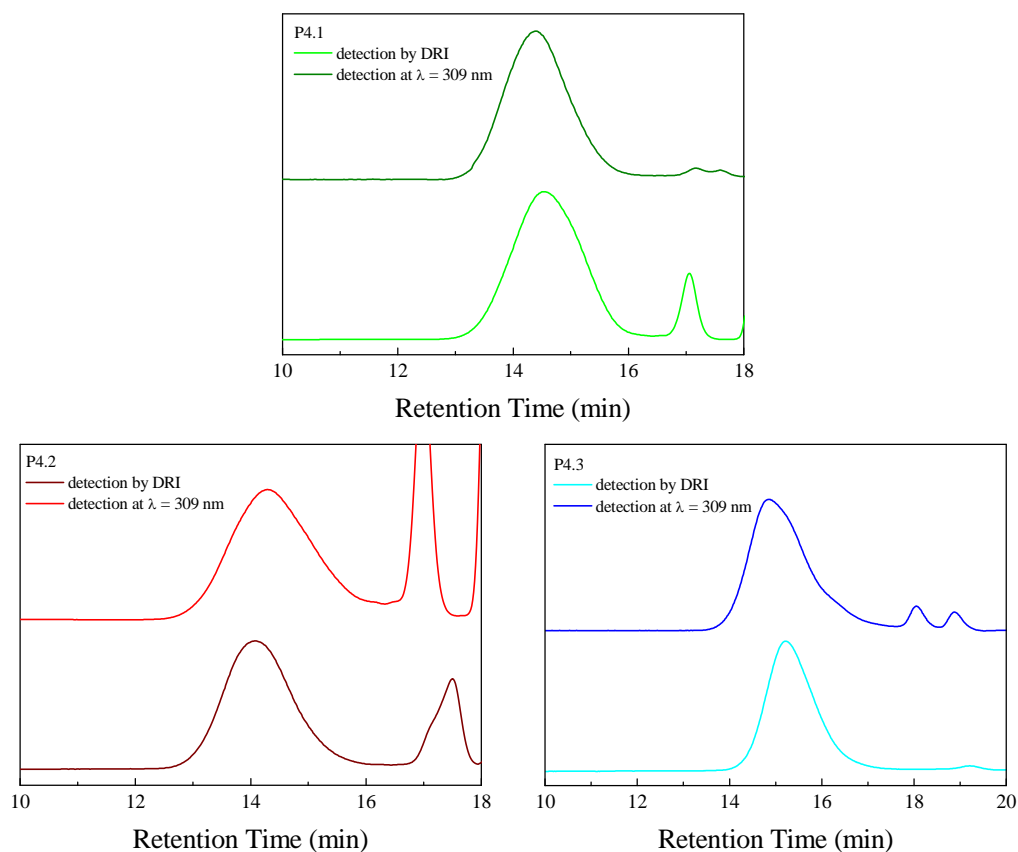 P4.1
detection by DRI
detection at λ = 309 nm
10 12 14 16 18
Retention Time (min)
P4.2
detection by DRI
detection at λ = 309 nm
10 12 14 16 18
Retention Time (min)
P4.3
detection by DRI
detection at λ = 309 nm
10 12 14 16 18 20
Retention Time (min)